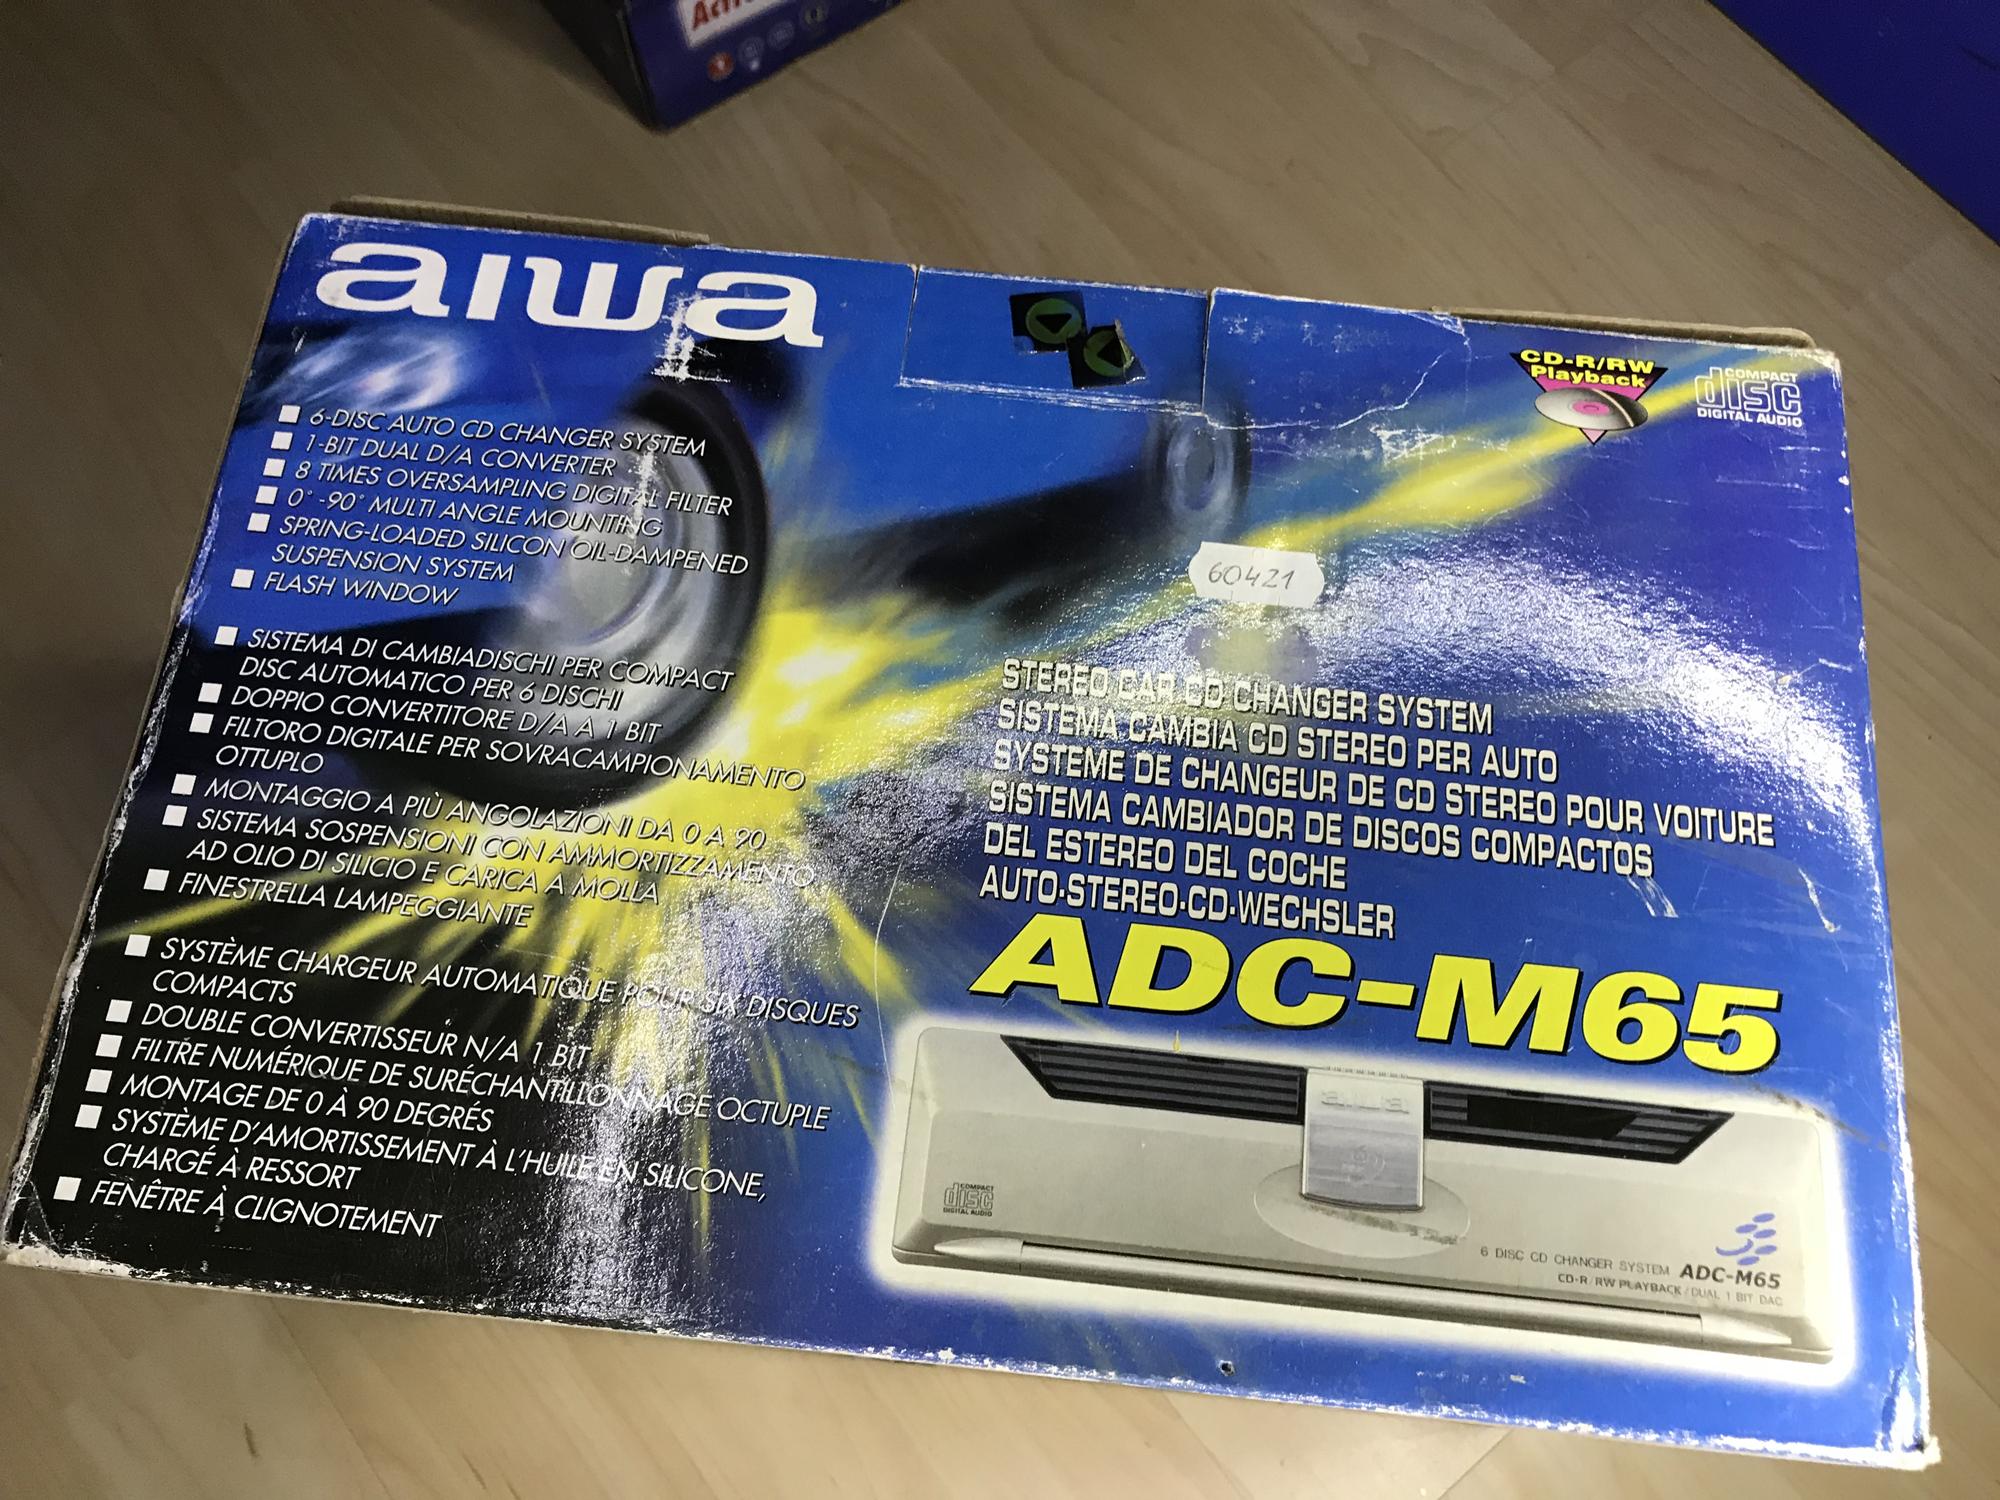 aiwa
CD-R/RW
Playback
COMPACT
disc
DIGITAL AUDIO
6-DISC AUTO CD CHANGER SYSTEM
1-BIT DUAL D/A CONVERTER
8 TIMES OVERSAMPLING DIGITAL FILTER
0°-90° MULTI ANGLE MOUNTING
SPRING-LOADED SILICON OIL-DAMPENED
SUSPENSION SYSTEM
FLASH WINDOW
SISTEMA DI CAMBIADISCHI PER COMPACT
DISC AUTOMATICO PER 6 DISCHI
DOPPIO CONVERTITORE D/A A 1 BIT
FILTORO DIGITALE PER SOVRACAMPIONAMENTO
OTTUPLO
MONTAGGIO A PIÙ ANGOLAZIONI DA 0 A 90
SISTEMA SOSPENSIONI CON AMMORTIZZAMENTO
AD OLIO DI SILICIO E CARICA A MOLLA
FINESTRELLA LAMPEGGIANTE
SYSTÈME CHARGEUR AUTOMATIQUE POUR SIX DISQUES
COMPACTS
DOUBLE CONVERTISSEUR N/A 1 BIT
FILTRE NUMÉRIQUE DE SURÉCHANTILLONNAGE OCTUPLE
MONTAGE DE 0 À 90 DEGRÉS
SYSTÈME D'AMORTISSEMENT À L'HUILE EN SILICONE,
CHARGÉ À RESSORT
FENÊTRE À CLIGNOTEMENT
60421
STEREO CAR CD CHANGER SYSTEM
SISTEMA CAMBIA CD STEREO PER AUTO
SYSTEME DE CHANGEUR DE CD STEREO POUR VOITURE
SISTEMA CAMBIADOR DE DISCOS COMPACTOS
DEL ESTEREO DEL COCHE
AUTO-STEREO-CD-WECHSLER
ADC-M65
aiwa
COMPACT
disc
DIGITAL AUDIO
6 DISC CD CHANGER SYSTEM ADC-M65
CD-R/RW PLAYBACK/DUAL 1 BIT DAC